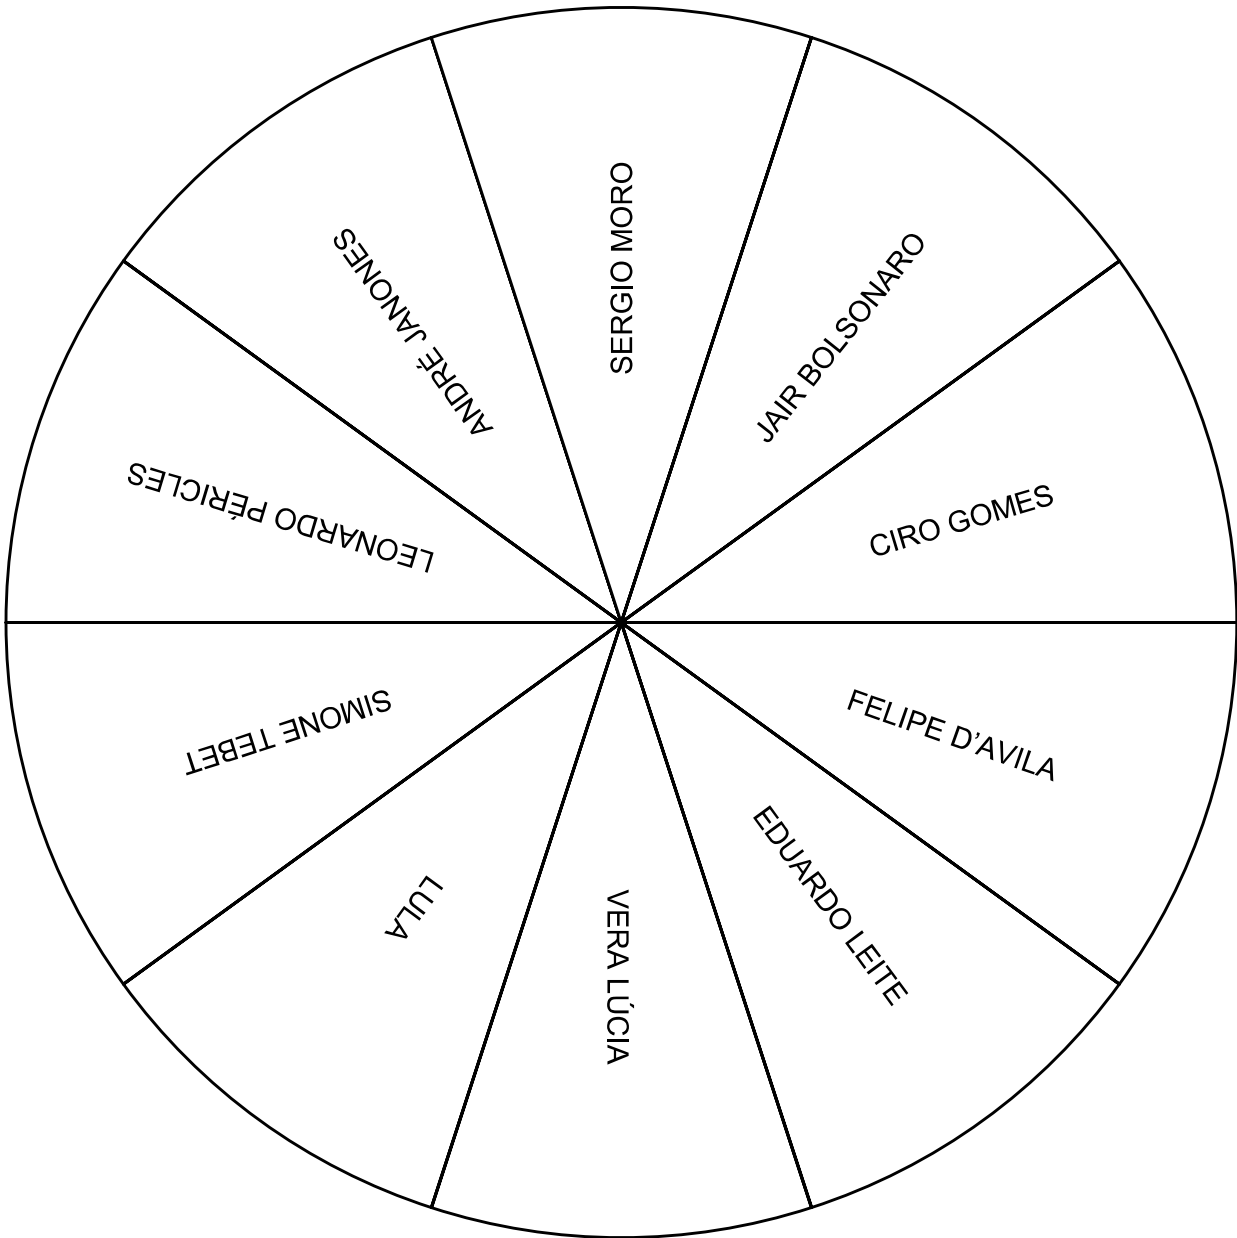 SERGIO MORO
JAIR BOLSONARO
CIRO GOMES
FELIPE D’AVILA
EDUARDO LEITE
VERA LÚCIA
LULA
SIMONE TEBET
LEONARDO PÉRICLES
ANDRÉ JANONES